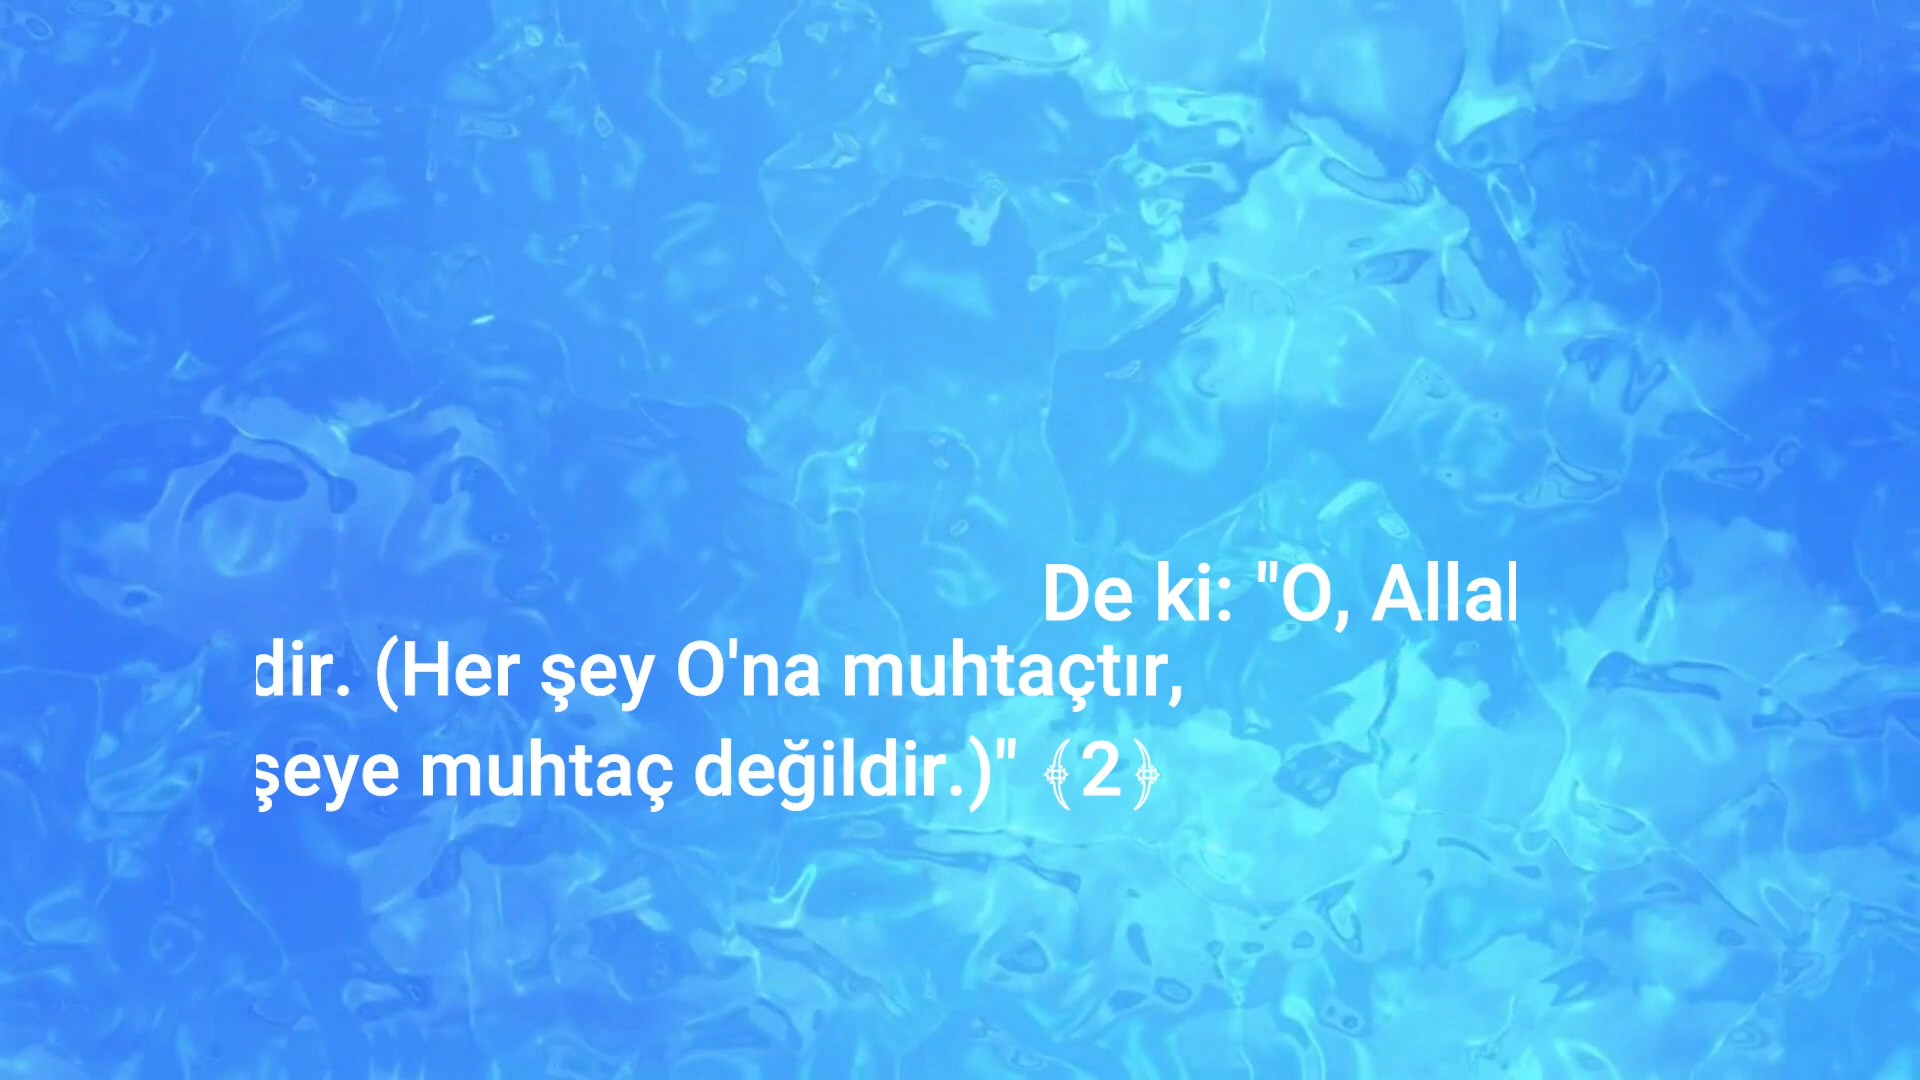 De ki: "O, Allal
dir. (Her şey O'na muhtaçtır,
şeye muhtaç değildir.)" ﴾2﴿